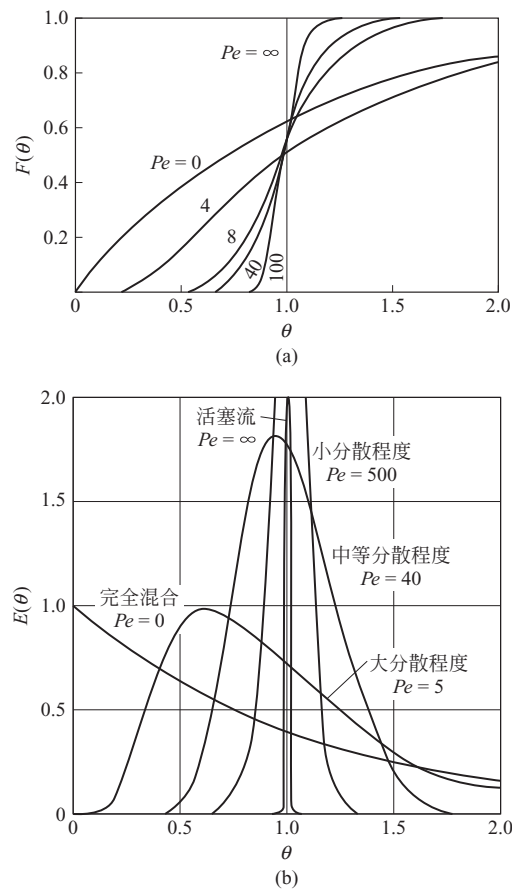 1.0
0.8
0.6
0.4
0.2
F(θ)
Pe = ∞
Pe = 0
4
8
40
100
0
0.5
1.0
1.5
2.0
θ
(a)
2.0
1.5
1.0
0.5
0
E(θ)
活塞流
Pe = ∞
小分散程度
Pe = 500
中等分散程度
Pe = 40
完全混合
Pe = 0
大分散程度
Pe = 5
0
0.5
1.0
1.5
2.0
θ
(b)